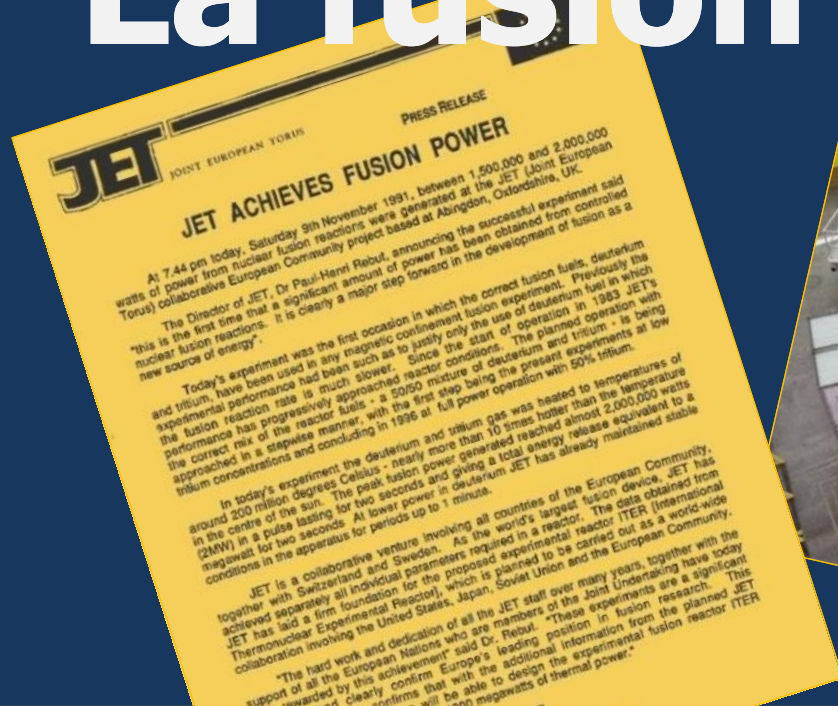 La fusion
JET
JOINT EUROPEAN TORUS
PRESS RELEASE
JET ACHIEVES FUSION POWER
At 7.44 pm today, Saturday 9th November 1991, between 1,500,000 and 2,000,000
watts of power from nuclear fusion reactions were generated at the JET (Joint European
Torus) collaborative European Community project based at Abingdon, Oxfordshire, UK.
The Director of JET, Dr Paul-Henri Rebut, announcing the successful experiment said
"this is the first time that a significant amount of power has been obtained from controlled
nuclear fusion reactions. It is clearly a major step forward in the development of fusion as a
new source of energy".
Today's experiment was the first occasion in which the correct fusion fuels, deuterium
and tritium, have been used in any magnetic confinement fusion experiment. Previously the
experimental performance had been such as to justify only the use of deuterium fuel in which
the fusion reaction rate is much slower. Since the start of operation in 1983 JET's
performance has progressively approached reactor conditions. The planned operation with
the correct mix of the reactor fuels - a 50/50 mixture of deuterium and tritium - is being
approached in a stepwise manner, with the first step being the present experiments at low
tritium concentrations and concluding in 1996 at full power operation with 50% tritium.
In today's experiment the deuterium and tritium gas was heated to temperatures of
around 200 million degrees Celsius - nearly more than 10 times hotter than the temperature
in the centre of the sun. The peak fusion power generated reached almost 2,000,000 watts
(2MW) in a pulse lasting for two seconds and giving a total energy release equivalent to a
megawatt for two seconds At lower power in deuterium JET has already maintained stable
conditions in the apparatus for periods up to 1 minute.
JET is a collaborative venture involving all countries of the European Community,
together with Switzerland and Sweden. As the world's largest fusion device, JET has
achieved separately all individual parameters required in a reactor. The data obtained from
JET has laid a firm foundation for the proposed experimental reactor ITER [International
Thermonuclear Experimental Reactor], which is planned to be carried out as a world-wide
collaboration involving the United States, Japan, Soviet Union and the European Community.
"The hard work and dedication of all the JET staff over many years, together with the
support of all the European Nations who are members of the Joint Undertaking have today
rewarded by this achievement" said Dr. Rebut. "These experiments are a significant
clearly confirm Europe's leading position in fusion research. This
confirms that with the additional information from the planned JET
will be able to design the experimental fusion reactor ITER
megawatts of thermal power."